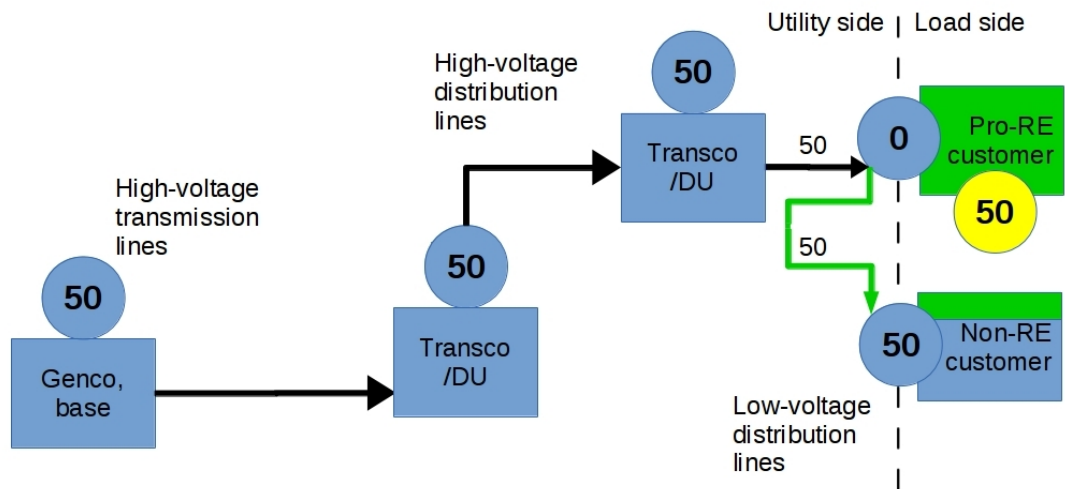 Utility side
Load side
High-voltage
distribution
lines
50
Transco
/DU
50
0
Pro-RE
customer
50
High-voltage
transmission
lines
50
50
Genco,
base
Transco
/DU
50
50
Non-RE
customer
Low-voltage
distribution
lines